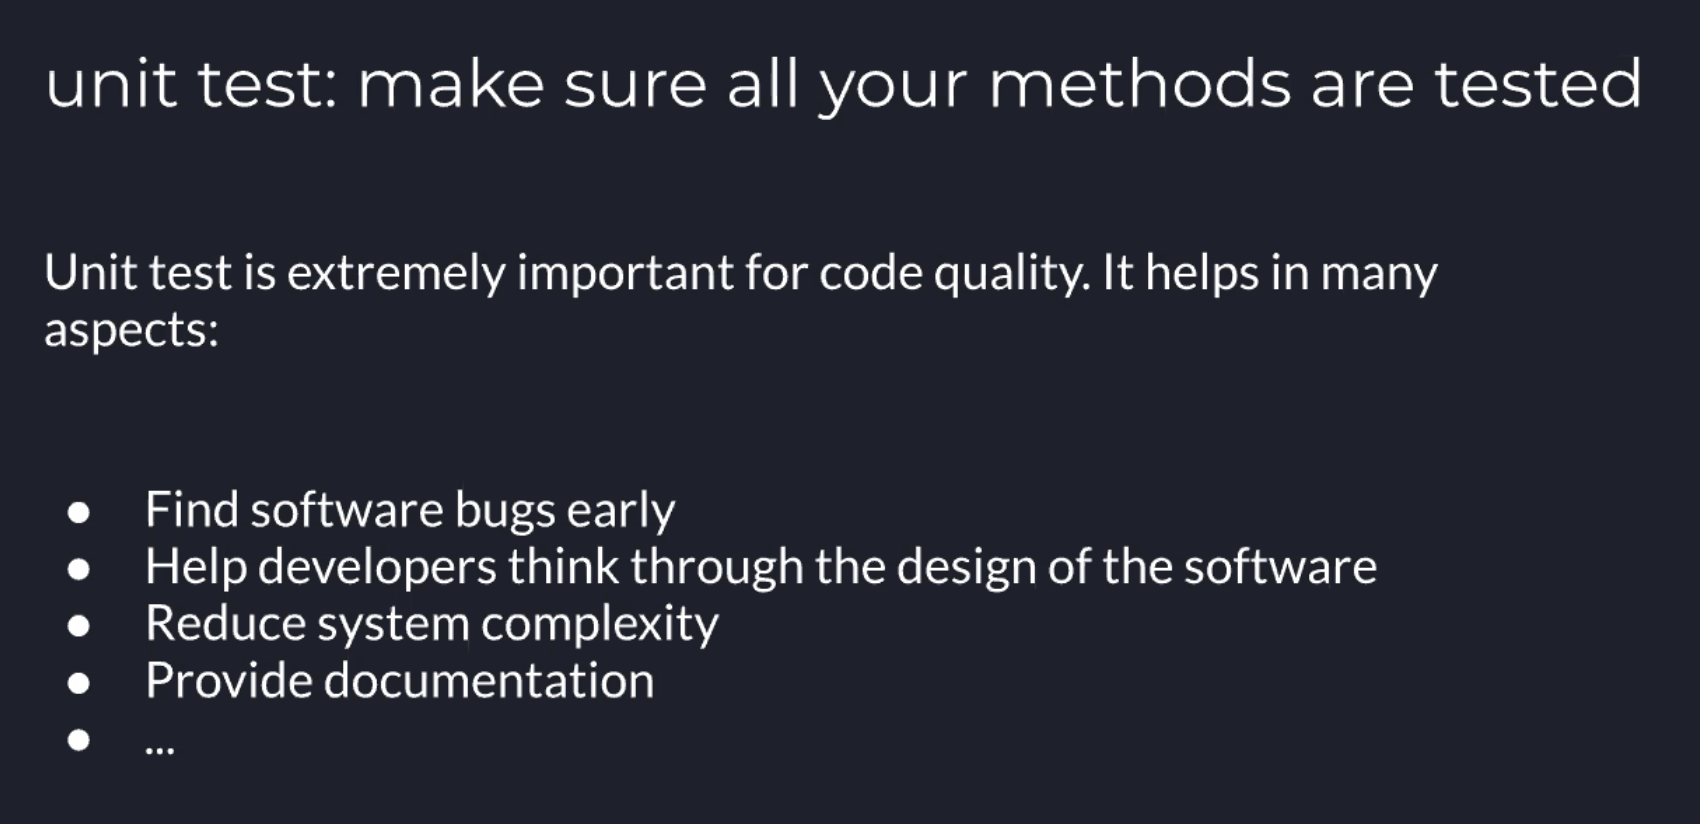 unit test: make sure all your methods are tested
Unit test is extremely important for code quality. It helps in many
aspects:
● Find software bugs early
● Help developers think through the design of the software
● Reduce system complexity
● Provide documentation
● ...